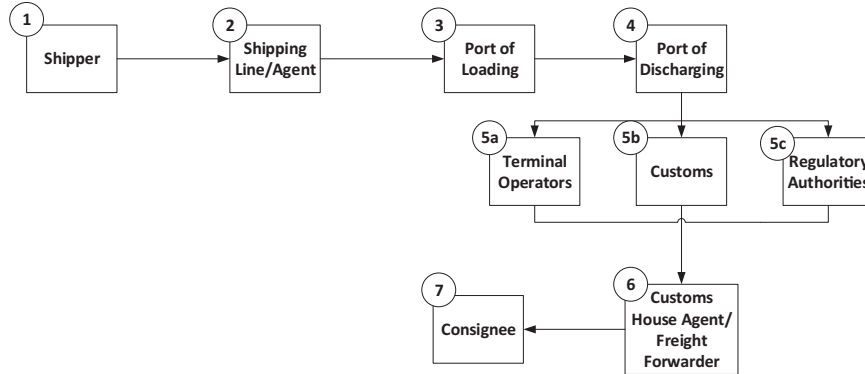 1
Shipper
2
Shipping
Line/Agent
3
Port of
Loading
4
Port of
Discharging
5a
Terminal
Operators
5b
Customs
5c
Regulatory
Authorities
6
Customs
House Agent/
Freight
Forwarder
7
Consignee